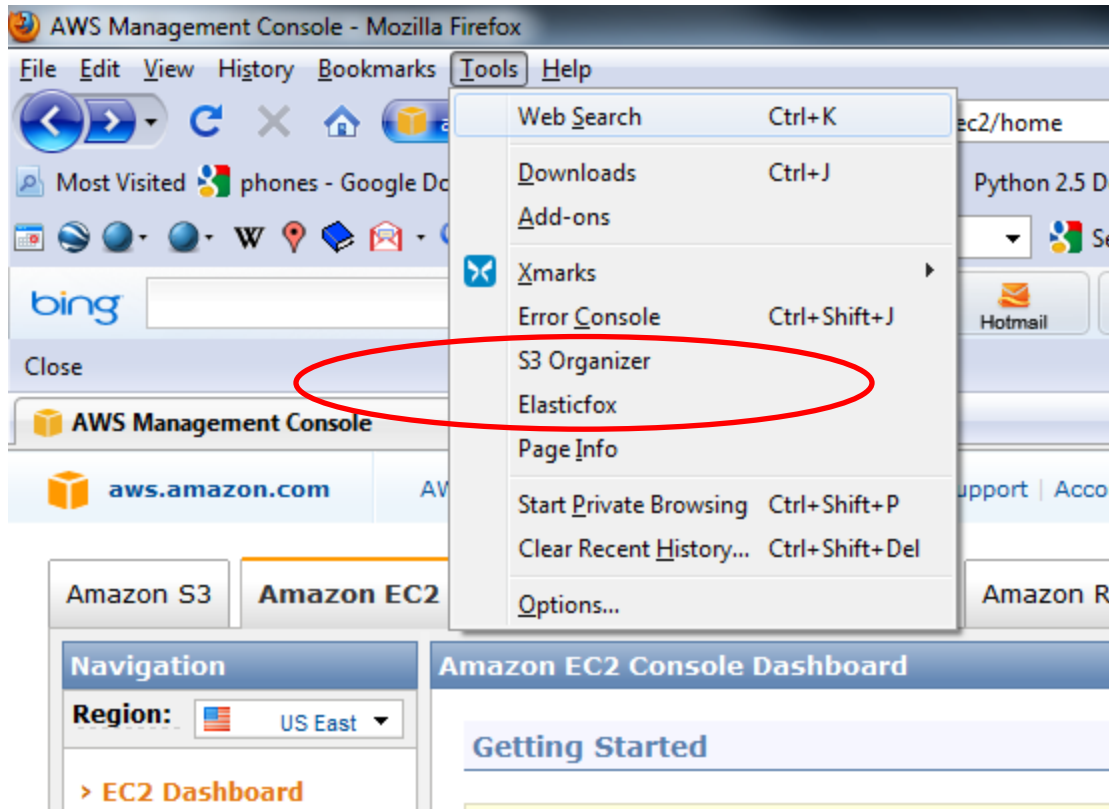 AWS Management Console - Mozilla Firefox
File Edit View History Bookmarks Tools Help
Web Search Ctrl+K
ec2/home
Most Visited phones - Google Do
Downloads Ctrl+J
Python 2.5 D
Add-ons
W
Se
Xmarks
bing
Error Console Ctrl+Shift+J
Hotmail
S3 Organizer
Close
Elasticfox
AWS Management Console
Page Info
aws.amazon.com
AW
upport | Acco
Start Private Browsing Ctrl+Shift+P
Clear Recent History... Ctrl+Shift+Del
Amazon S3 Amazon EC2
Options...
Amazon R
Navigation
Amazon EC2 Console Dashboard
Region: US East
Getting Started
> EC2 Dashboard